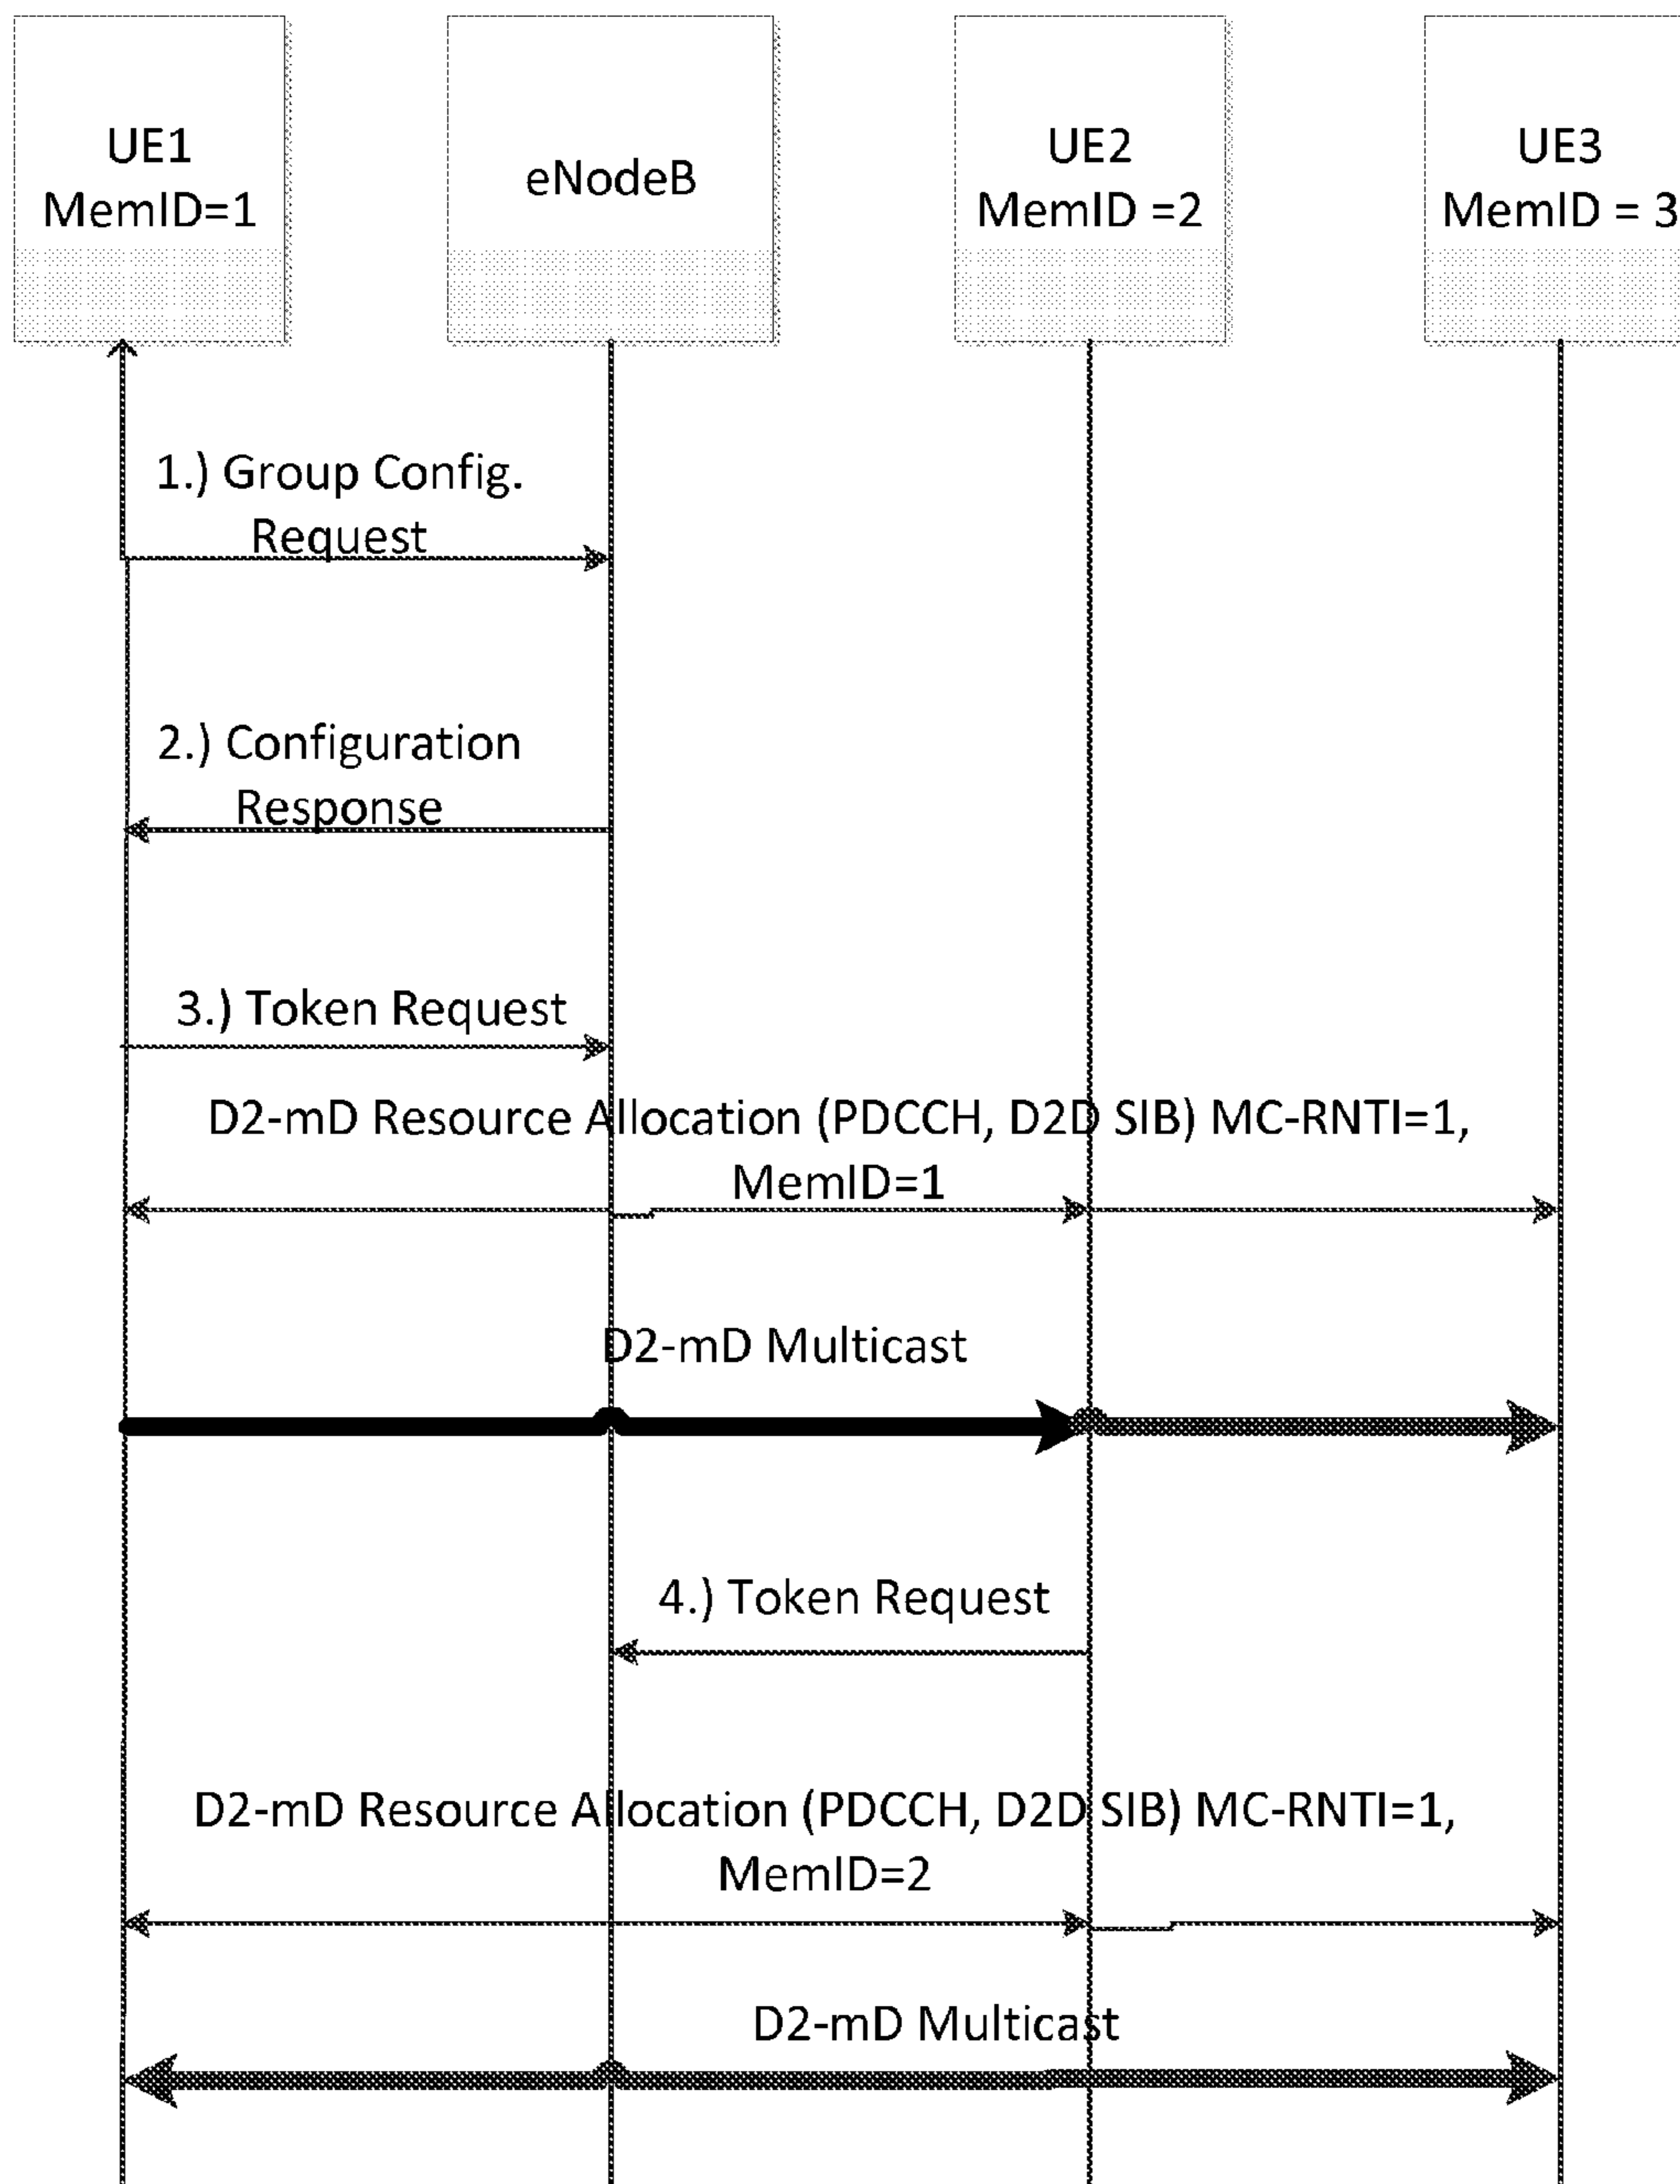 UE1
MemID=1
eNodeB
UE2
MemID =2
UE3
MemID = 3
1.) Group Config.
Request
2.) Configuration
Response
3.) Token Request
D2-mD Resource Allocation (PDCCH, D2D SIB) MC-RNTI=1,
MemID=1
D2-mD Multicast
4.) Token Request
D2-mD Resource Allocation (PDCCH, D2D SIB) MC-RNTI=1,
MemID=2
D2-mD Multicast